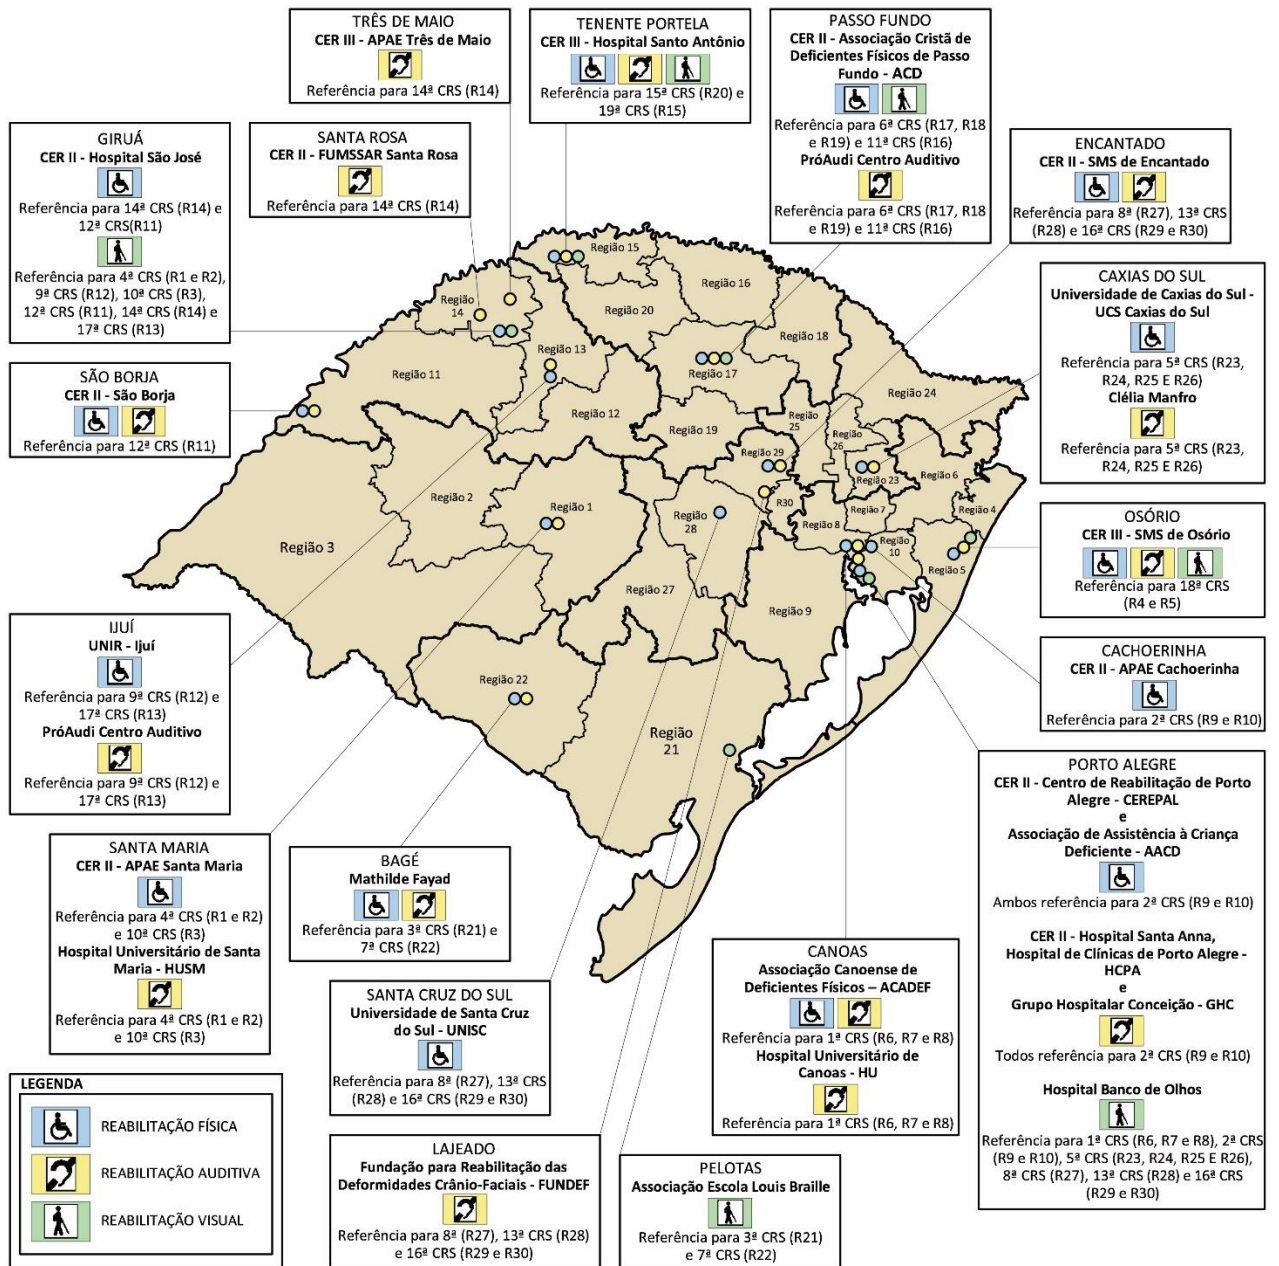 TRÊS DE MAIO
CER III - APAE Três de Maio
Referência para 14ª CRS (R14)
TENENTE PORTELA
CER III - Hospital Santo Antônio
Referência para 15ª CRS (R20) e
19ª CRS (R15)
PASSO FUNDO
CER II - Associação Cristã de
Deficientes Físicos de Passo
Fundo - ACD
Referência para 6ª CRS (R17, R18
e R19) e 11ª CRS (R16)
PróAudi Centro Auditivo
Referência para 6ª CRS (R17, R18
e R19) e 11ª CRS (R16)
GIRUÁ
CER II - Hospital São José
Referência para 14ª CRS (R14) e
12ª CRS(R11)
Referência para 4ª CRS (R1 e R2),
9ª CRS (R12), 10ª CRS (R3),
12ª CRS (R11), 14ª CRS (R14) e
17ª CRS (R13)
SANTA ROSA
CER II - FUMSSAR Santa Rosa
Referência para 14ª CRS (R14)
ENCANTADO
CER II - SMS de Encantado
Referência para 8ª (R27), 13ª CRS
(R28) e 16ª CRS (R29 e R30)
CAXIAS DO SUL
Universidade de Caxias do Sul -
UCS Caxias do Sul
Referência para 5ª CRS (R23,
R24, R25 E R26)
Clélia Manfro
Referência para 5ª CRS (R23,
R24, R25 E R26)
SÃO BORJA
CER II - São Borja
Referência para 12ª CRS (R11)
Região 15
Região 16
Região 20
Região
14
Região 18
Região 13
Região 17
Região 11
Região 24
Região 12
Região 19
Região
25
Região
26
Região 29
Região 23
Região 6
Região 2
Região 1
Região
28
R30
Região 8
Região 7
Região 4
Região 3
Região
10
Região 5
Região 27
Região 9
Região 22
Região
21
OSÓRIO
CER III - SMS de Osório
Referência para 18ª CRS
(R4 e R5)
IJUÍ
UNIR - Ijuí
Referência para 9ª CRS (R12) e
17ª CRS (R13)
PróAudi Centro Auditivo
Referência para 9ª CRS (R12) e
17ª CRS (R13)
CACHOERINHA
CER II - APAE Cachoerinha
Referência para 2ª CRS (R9 e R10)
PORTO ALEGRE
CER II - Centro de Reabilitação de Porto
Alegre - CEREPAL
e
Associação de Assistência à Criança
Deficiente - AACD
Ambos referência para 2ª CRS (R9 e R10)
CER II - Hospital Santa Anna,
Hospital de Clínicas de Porto Alegre -
HCPA
e
Grupo Hospitalar Conceição - GHC
Todos referência para 2ª CRS (R9 e R10)
Hospital Banco de Olhos
Referência para 1ª CRS (R6, R7 e R8), 2ª CRS
(R9 e R10), 5ª CRS (R23, R24, R25 E R26),
8ª CRS (R27), 13ª CRS (R28) e 16ª CRS
(R29 e R30)
SANTA MARIA
CER II - APAE Santa Maria
Referência para 4ª CRS (R1 e R2)
e 10ª CRS (R3)
Hospital Universitário de Santa
Maria - HUSM
Referência para 4ª CRS (R1 e R2)
e 10ª CRS (R3)
BAGÉ
Mathilde Fayad
Referência para 3ª CRS (R21) e
7ª CRS (R22)
SANTA CRUZ DO SUL
Universidade de Santa Cruz
do Sul - UNISC
Referência para 8ª (R27), 13ª CRS
(R28) e 16ª CRS (R29 e R30)
CANOAS
Associação Canoense de
Deficientes Físicos – ACADEF
Referência para 1ª CRS (R6, R7 e R8)
Hospital Universitário de
Canoas - HU
Referência para 1ª CRS (R6, R7 e R8)
LAJEADO
Fundação para Reabilitação das
Deformidades Crânio-Faciais - FUNDEF
Referência para 8ª (R27), 13ª CRS (R28)
e 16ª CRS (R29 e R30)
PELOTAS
Associação Escola Louis Braille
Referência para 3ª CRS (R21)
e 7ª CRS (R22)
LEGENDA
REABILITAÇÃO FÍSICA
REABILITAÇÃO AUDITIVA
REABILITAÇÃO VISUAL